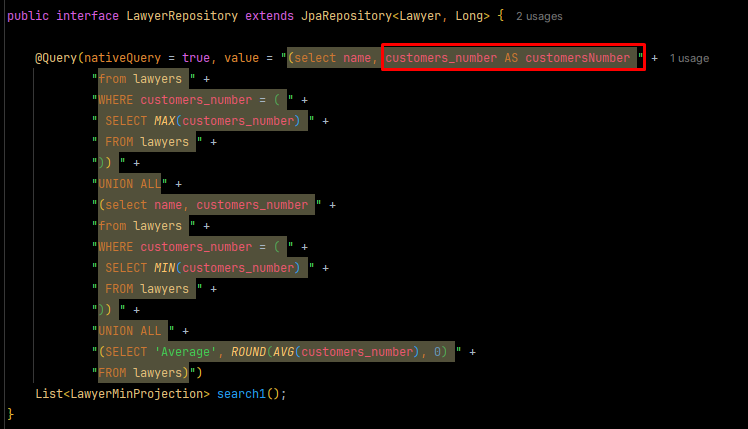 public interface LawyerRepository extends JpaRepository<Lawyer, Long> { 2 usages
@Query(nativeQuery = true, value = "(select name, customers_number AS customersNumber " + 1 usage
"from lawyers " +
"WHERE customers_number = ( " +
" SELECT MAX(customers_number) " +
" FROM lawyers " +
")) " +
"UNION ALL" +
"(select name, customers_number " +
"from lawyers " +
"WHERE customers_number = ( " +
" SELECT MIN(customers_number) " +
" FROM lawyers " +
")) " +
"UNION ALL " +
"(SELECT 'Average', ROUND(AVG(customers_number), 0) " +
"FROM lawyers)")
List<LawyerMinProjection> search1();
}